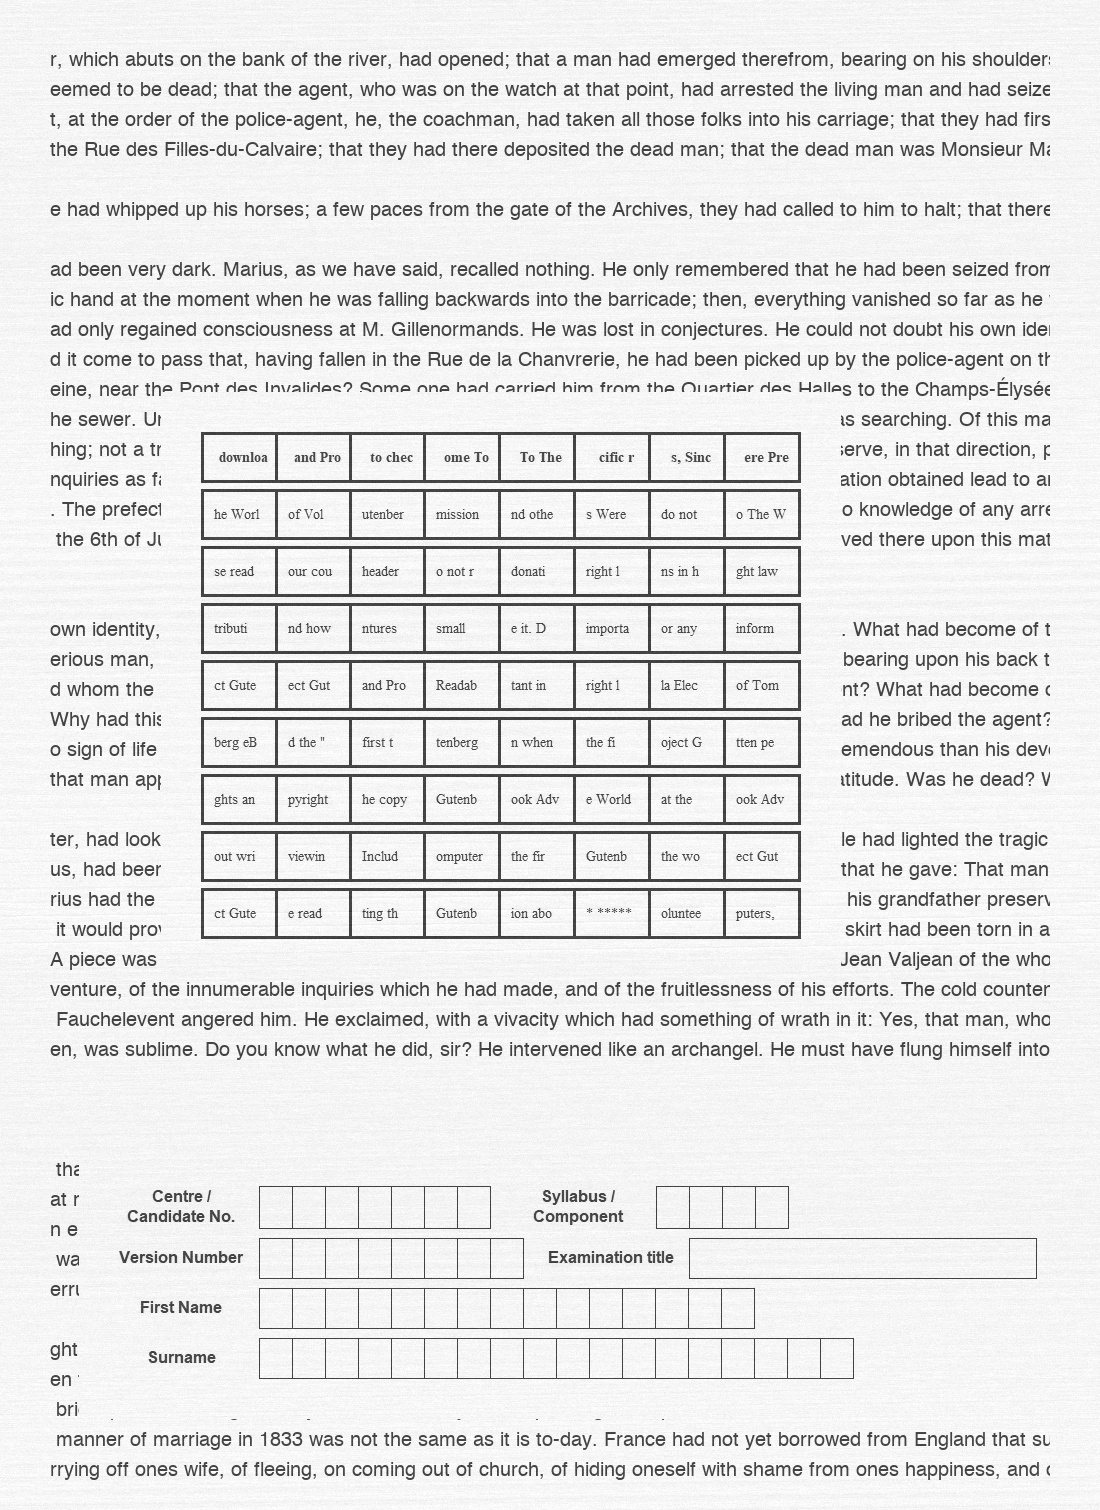 r, which abuts on the bank of the river, had opened; that a man had emerged therefrom, bearing on his shoulders
eemed to be dead; that the agent, who was on the watch at that point, had arrested the living man and had seize
t, at the order of the police-agent, he, the coachman, had taken all those folks into his carriage; that they had firs
the Rue des Filles-du-Calvaire; that they had there deposited the dead man; that the dead man was Monsieur Ma
e had whipped up his horses; a few paces from the gate of the Archives, they had called to him to halt; that there
ad been very dark. Marius, as we have said, recalled nothing. He only remembered that he had been seized from
ic hand at the moment when he was falling backwards into the barricade; then, everything vanished so far as he
ad only regained consciousness at M. Gillenormands. He was lost in conjectures. He could not doubt his own iden
d it come to pass that, having fallen in the Rue de la Chanvrerie, he had been picked up by the police-agent on th
eine, near the Pont des Invalides? Some one had carried him from the Quartier des Halles to the Champs-Élysée
he sewer. Un as searching. Of this ma
hing; not a tr serve, in that direction, p
nquiries as fa ation obtained lead to an
. The prefect o knowledge of any arre
the 6th of Ju ved there upon this mat
downloa and Pro to chec ome To To The cific r s, Sinc ere Pre
he Worl of Vol utenber mission nd othe s Were do not o The W
se read our cou header o not r donati right l ns in h ght law
tributi nd how ntures small e it. D importa or any inform
ct Gute ect Gut and Pro Readab tant in right l la Elec of Tom
berg eB d the " first t tenberg n when the fi oject G tten pe
ghts an pyright he copy Gutenb ook Adv e World at the ook Adv
out wri viewin Includ omputer the fir Gutenb the wo ect Gut
ct Gute e read ting th Gutenb ion abo * ***** oluntee puters,
own identity, . What had become of t
erious man, bearing upon his back t
d whom the nt? What had become o
Why had this ad he bribed the agent?
o sign of life emendous than his devo
that man app atitude. Was he dead? W
ter, had look le had lighted the tragic
us, had been that he gave: That man
rius had the his grandfather preserv
it would prov skirt had been torn in a
A piece was Jean Valjean of the who
venture, of the innumerable inquiries which he had made, and of the fruitlessness of his efforts. The cold counten
Fauchelevent angered him. He exclaimed, with a vivacity which had something of wrath in it: Yes, that man, who
en, was sublime. Do you know what he did, sir? He intervened like an archangel. He must have flung himself into
tha
at n
n e
wa
erru
ght
en
bri
Centre / Candidate No. Syllabus / Component
Version Number Examination title
First Name
Surname
manner of marriage in 1833 was not the same as it is to-day. France had not yet borrowed from England that su
rrying off ones wife, of fleeing, on coming out of church, of hiding oneself with shame from ones happiness, and o